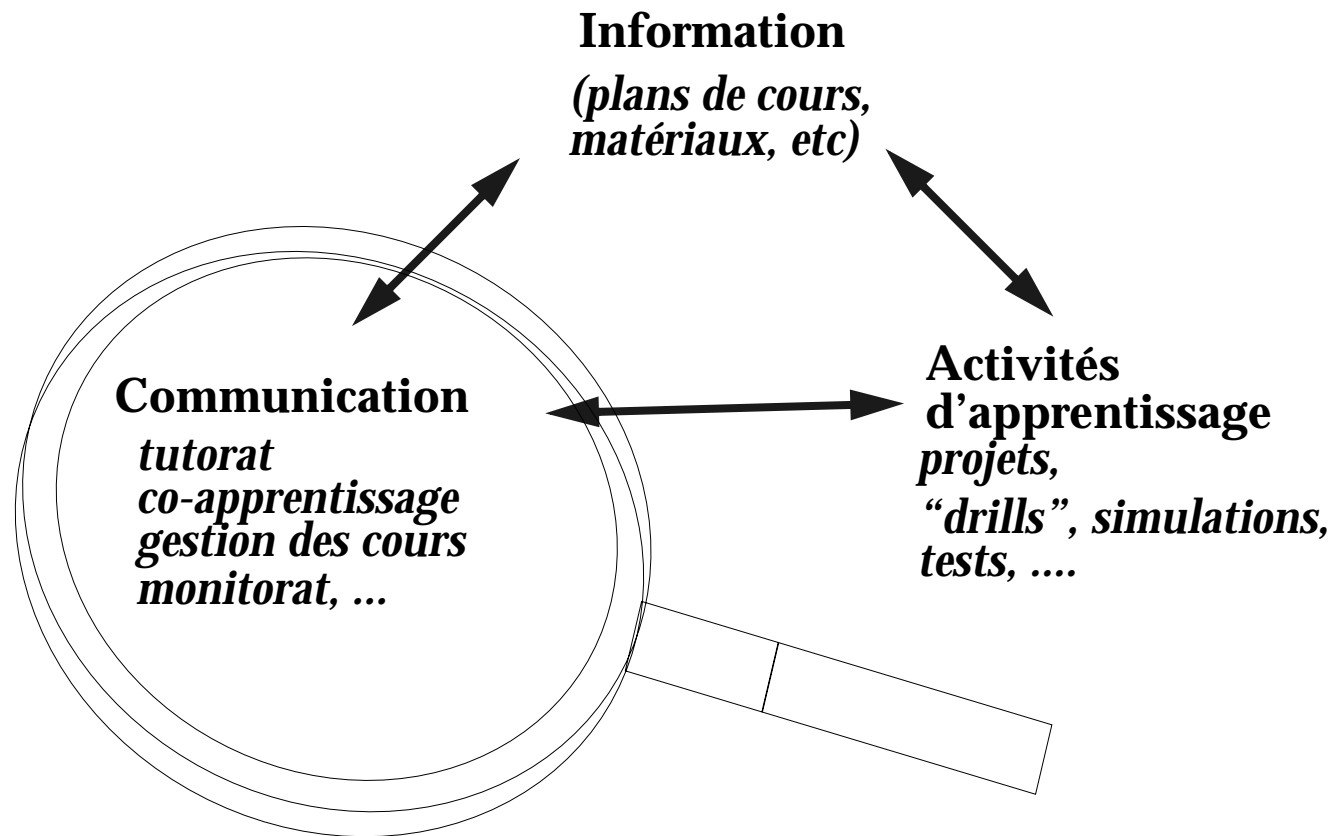 Information
(plans de cours,
matériaux, etc)
Communication
tutorat
co-apprentissage
gestion des cours
monitorat, ...
Activités
d'apprentissage
projets,
“drills”, simulations,
tests, ....